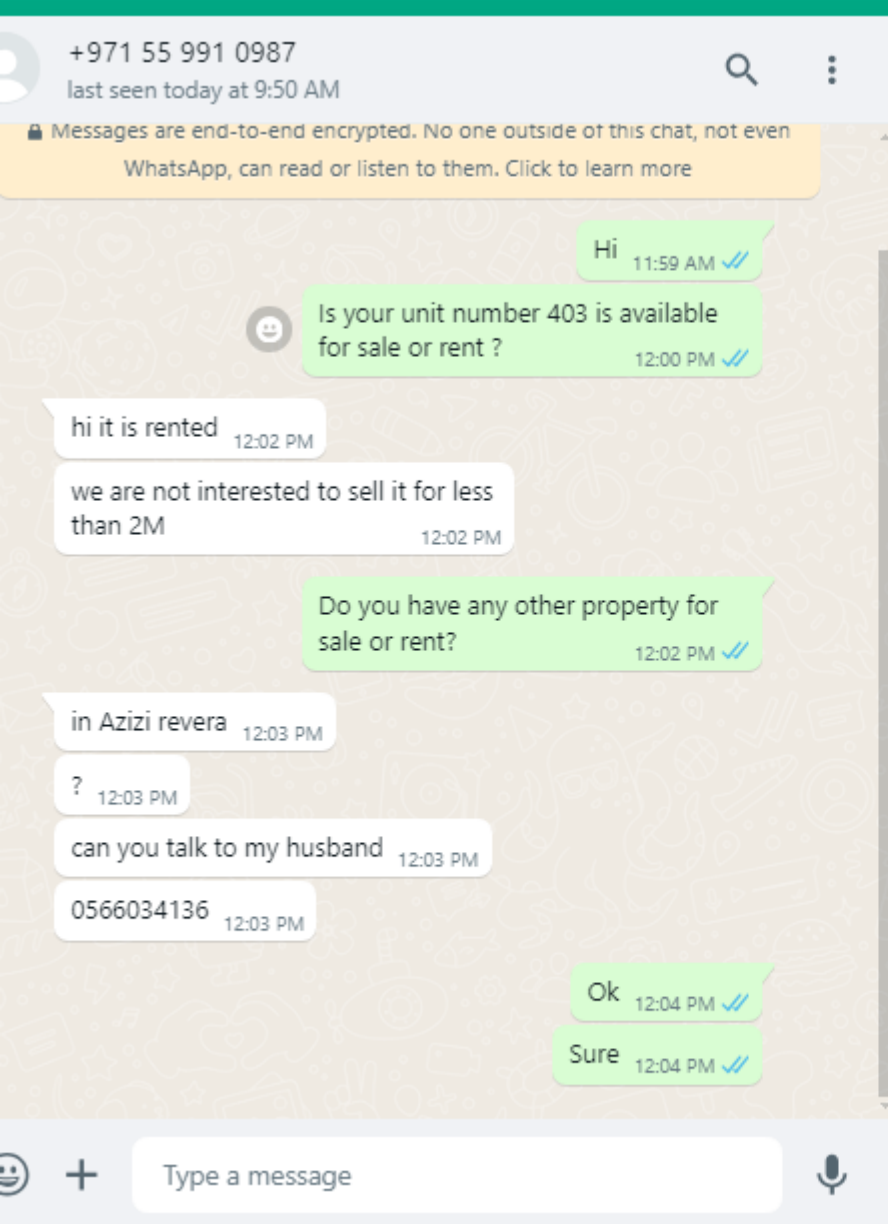 +971 55 991 0987
last seen today at 9:50 AM
Messages are end-to-end encrypted. No one outside of this chat, not even
WhatsApp, can read or listen to them. Click to learn more
Hi 11:59 AM
Is your unit number 403 is available
for sale or rent ? 12:00 PM
hi it is rented 12:02 PM
we are not interested to sell it for less
than 2M 12:02 PM
Do you have any other property for
sale or rent? 12:02 PM
in Azizi revera 12:03 PM
? 12:03 PM
can you talk to my husband 12:03 PM
0566034136 12:03 PM
Ok 12:04 PM
Sure 12:04 PM
Type a message